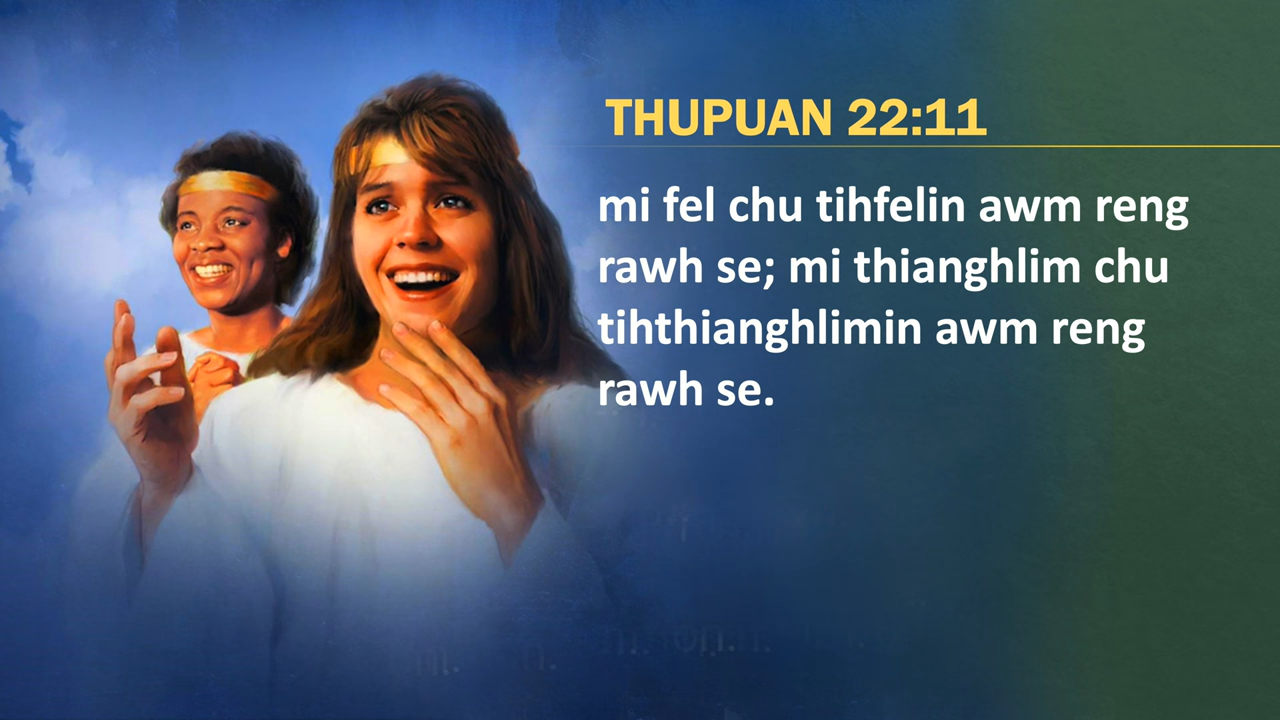 THUPUAN 22:11
mi fel chu tihfelin awm reng
rawh se; mi thianghlim chu
tihthianghlimin awm reng
rawh se.